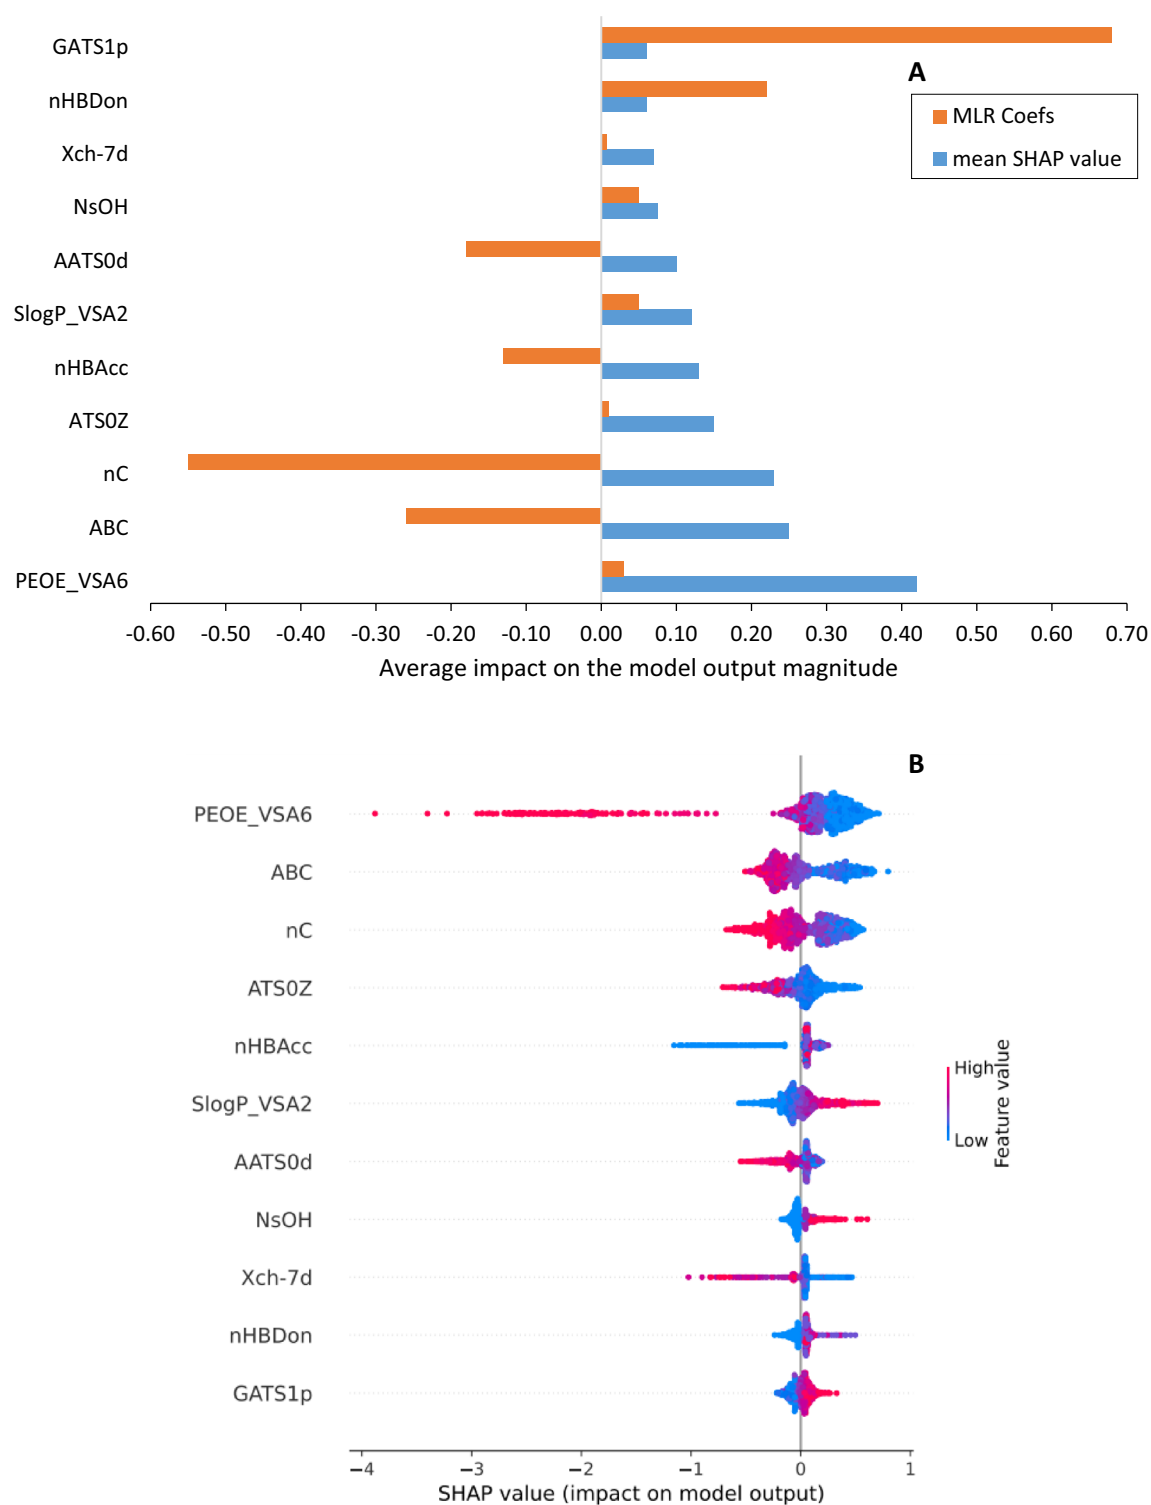 GATS1p
nHBDon
Xch-7d
NsOH
AATS0d
SlogP_VSA2
nHBAcc
ATS0Z
nC
ABC
PEOE_VSA6
A
MLR Coefs
mean SHAP value
-0.60 -0.50 -0.40 -0.30 -0.20 -0.10 0.00 0.10 0.20 0.30 0.40 0.50 0.60 0.70
Average impact on the model output magnitude
B
PEOE_VSA6
ABC
nC
ATS0Z
nHBAcc
SlogP_VSA2
AATS0d
NsOH
Xch-7d
nHBDon
GATS1p
High
Low
Feature value
−4 −3 −2 −1 0 1
SHAP value (impact on model output)